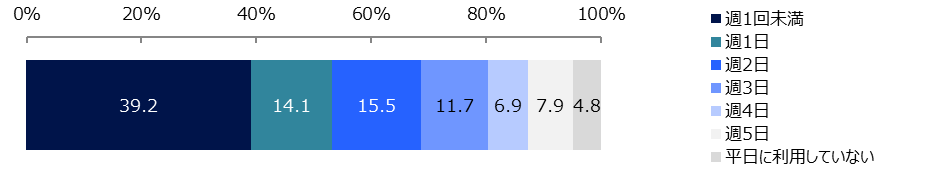 0% 20% 40% 60% 80% 100%
39.2 14.1 15.5 11.7 6.9 7.9 4.8
週1回未満
週1日
週2日
週3日
週4日
週5日
平日に利用していない